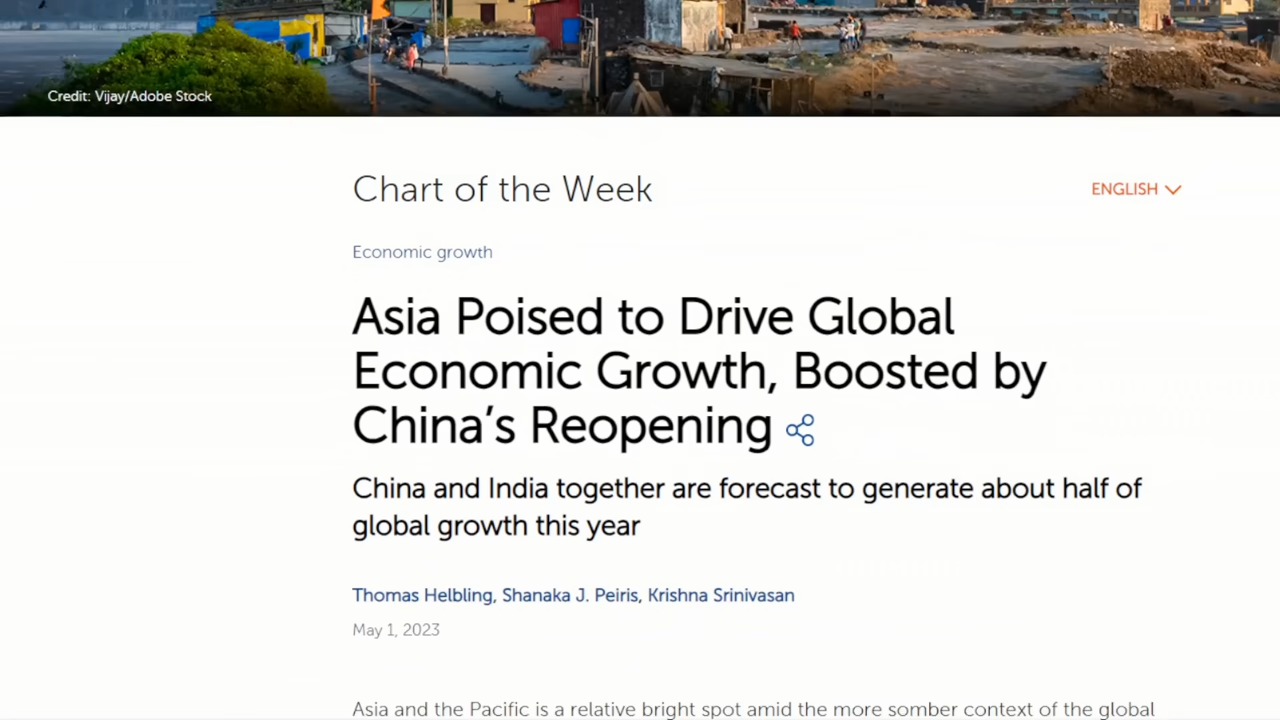 Credit: Vijay/Adobe Stock
Chart of the Week
ENGLISH
Economic growth
Asia Poised to Drive Global
Economic Growth, Boosted by
China’s Reopening
China and India together are forecast to generate about half of
global growth this year
Thomas Helbling, Shanaka J. Peiris, Krishna Srinivasan
May 1, 2023
Asia and the Pacific is a relative bright spot amid the more somber context of the global